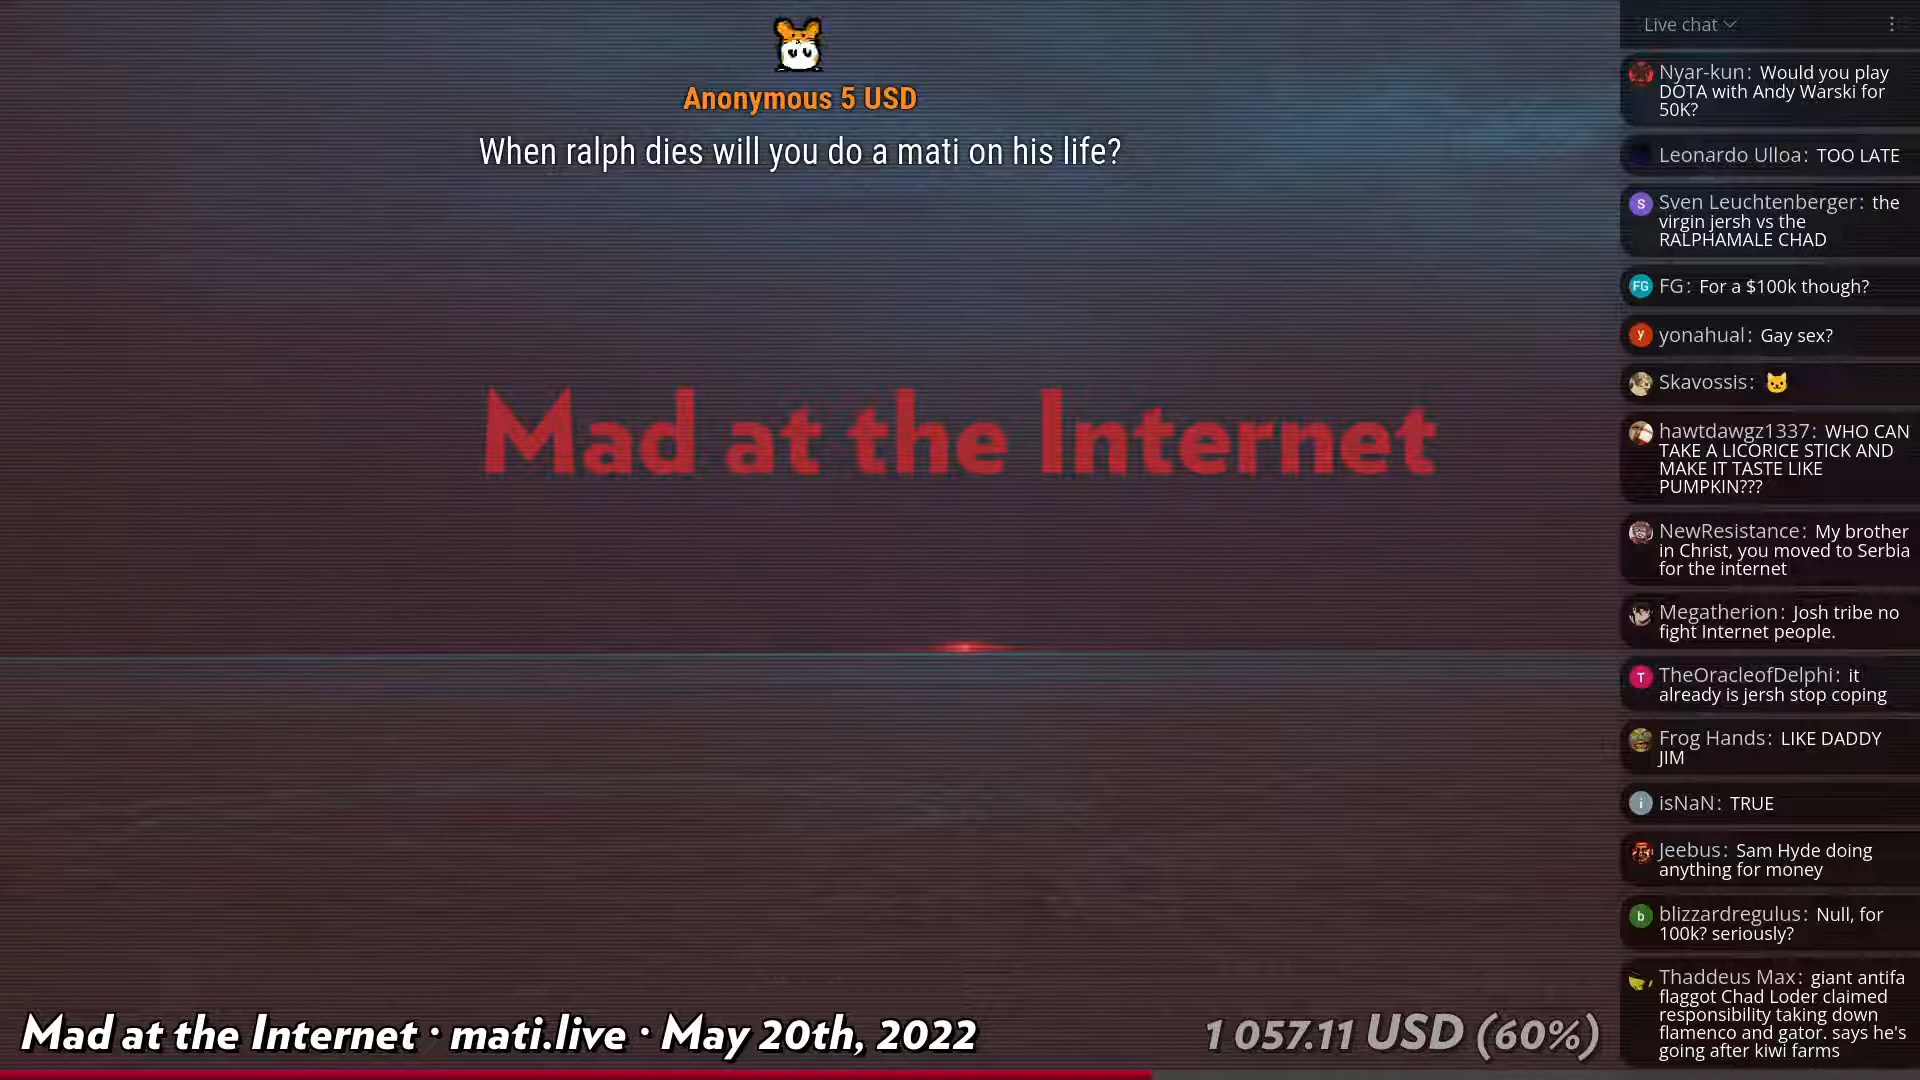 Anonymous 5 USD
When ralph dies will you do a mati on his life?
Mad at the Internet
Mad at the Internet · mati.live · May 20th, 2022
1 057.11 USD (60%)
Live chat
Nyar-kun: Would you play
DOTA with Andy Warski for
50K?
Leonardo Ulloa: TOO LATE
S
Sven Leuchtenberger: the
virgin jersh vs the
RALPHAMALE CHAD
FG
FG: For a $100k though?
y
yonahual: Gay sex?
Skavossis: 🐱
hawtdawgz1337: WHO CAN
TAKE A LICORICE STICK AND
MAKE IT TASTE LIKE
PUMPKIN???
NewResistance: My brother
in Christ, you moved to Serbia
for the internet
Megatherion: Josh tribe no
fight Internet people.
T
TheOracleofDelphi: it
already is jersh stop coping
Frog Hands: LIKE DADDY
JIM
i
isNaN: TRUE
Jeebus: Sam Hyde doing
anything for money
b
blizzardregulus: Null, for
100k? seriously?
Thaddeus Max: giant antifa
flaggot Chad Loder claimed
responsibility taking down
flamenco and gator. says he's
going after kiwi farms